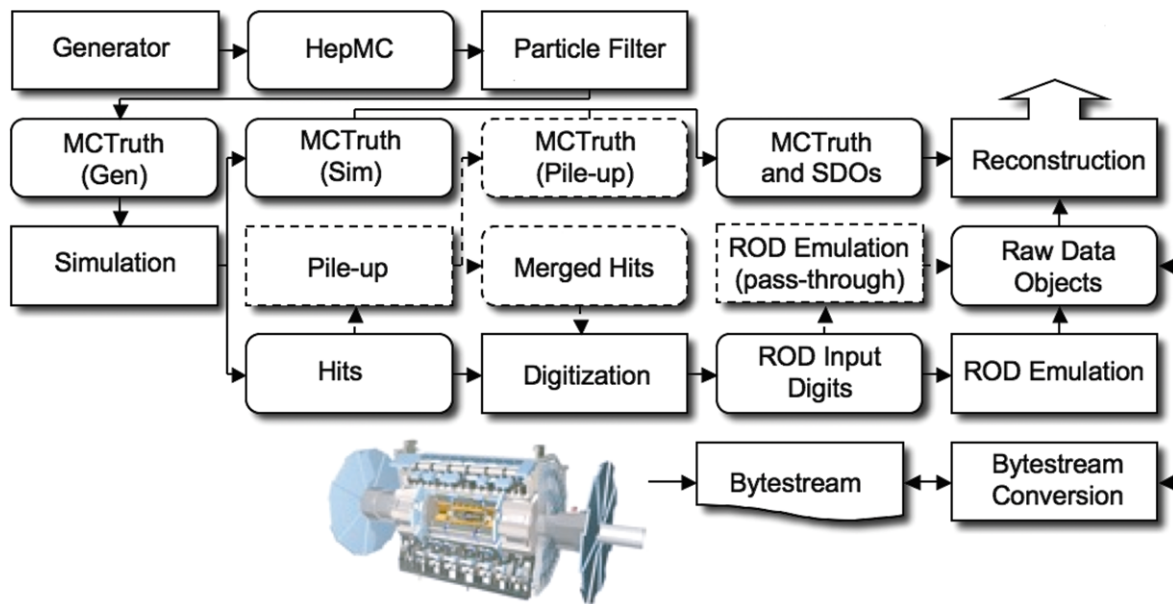 Generator
HepMC
Particle Filter
MCTruth
(Gen)
MCTruth
(Sim)
MCTruth
(Pile-up)
MCTruth
and SDOs
Reconstruction
Simulation
Pile-up
Merged Hits
ROD Emulation
(pass-through)
Raw Data
Objects
Hits
Digitization
ROD Input
Digits
ROD Emulation
Bytestream
Bytestream
Conversion